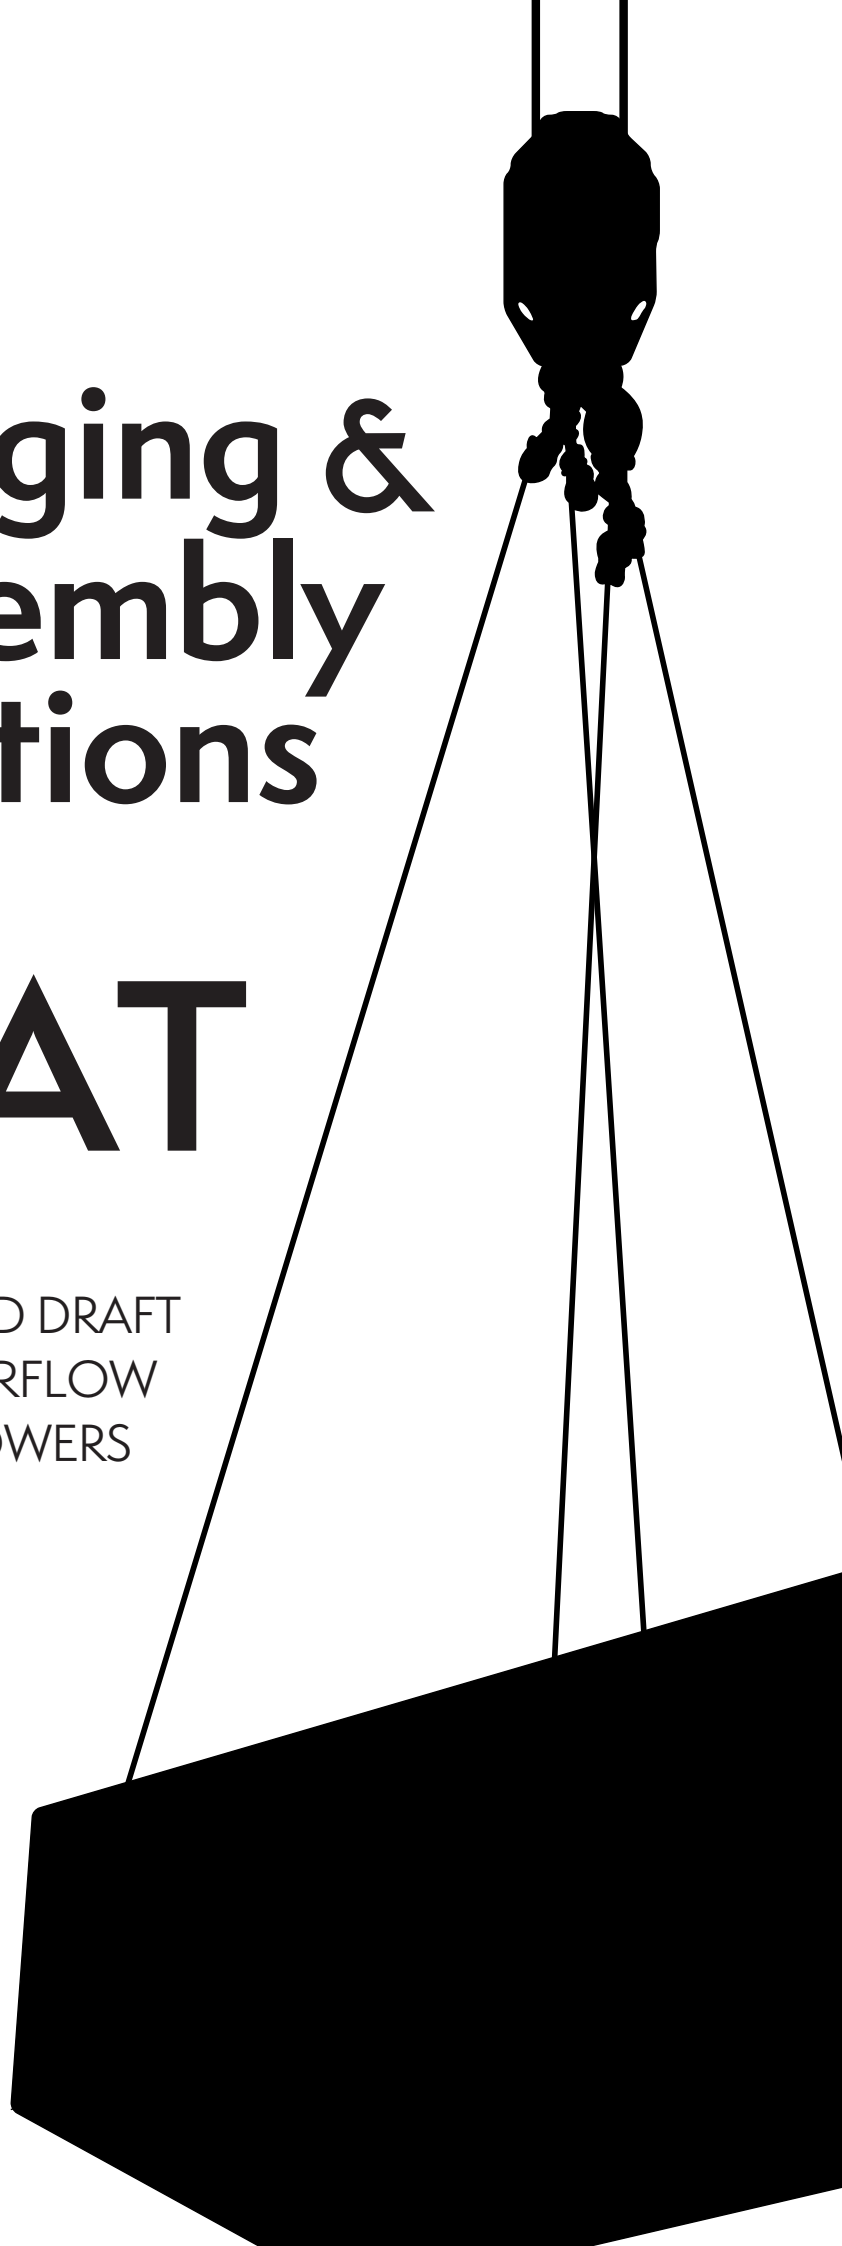 ging &
embly
tions
AT
D DRAFT
RFLOW
OWERS